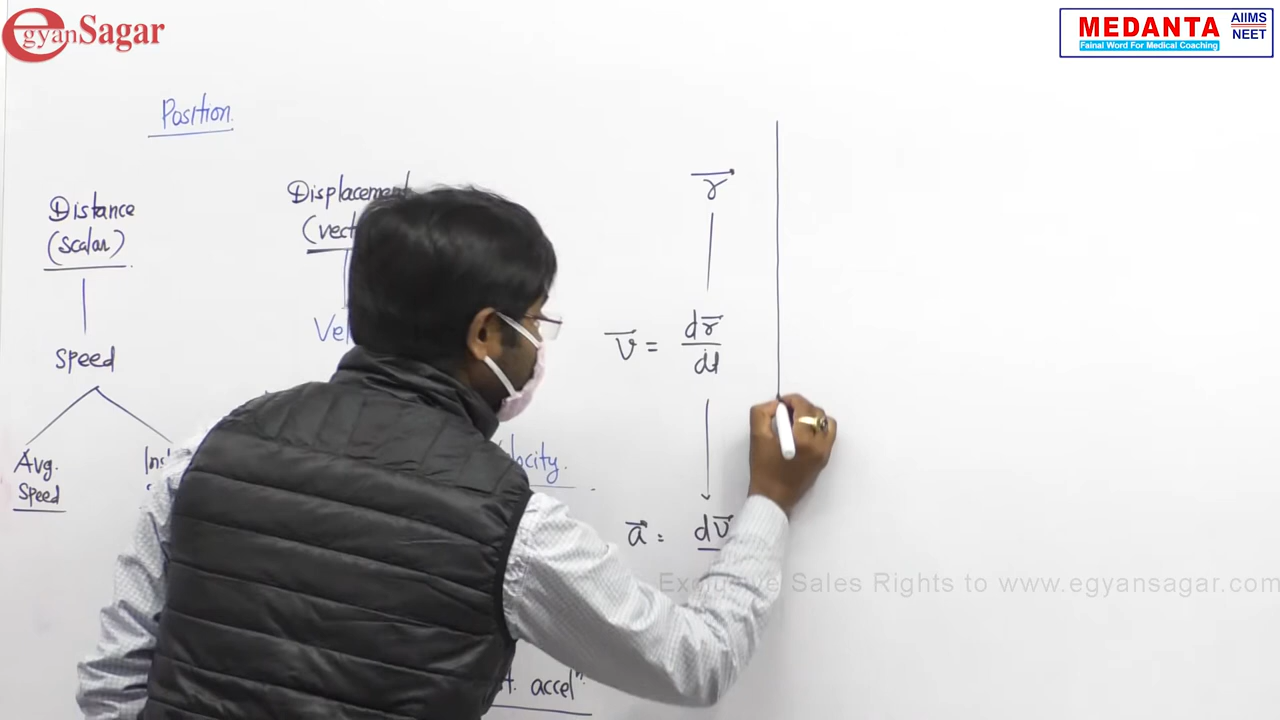 egyanSagar
MEDANTA
Fainal Word For Medical Coaching
AIIMS
NEET
Position
Distance
(scalar)
Speed
Avg.
Speed
Displacement
r⃗
v⃗ = dr⃗/dt
a⃗ = dv⃗
accelⁿ
Exclusive Sales Rights to www.egyansagar.com